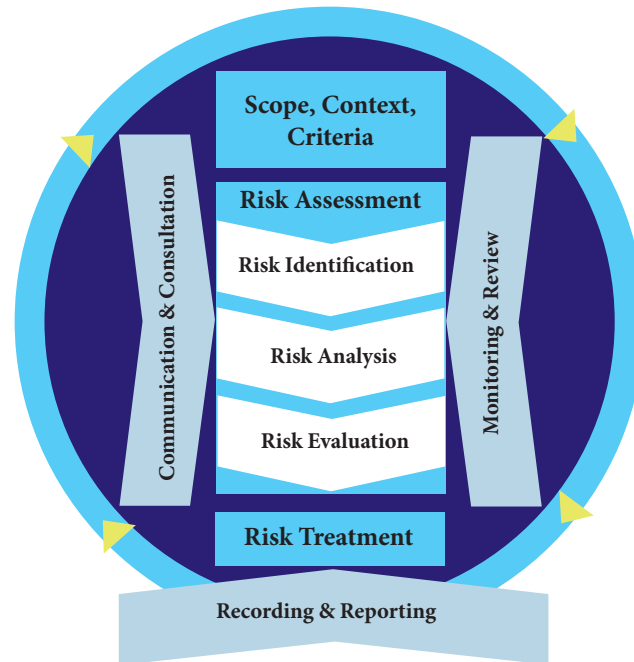 Scope, Context,
Criteria
Risk Assessment
Risk Identification
Risk Analysis
Risk Evaluation
Risk Treatment
Communication & Consultation
Monitoring & Review
Recording & Reporting